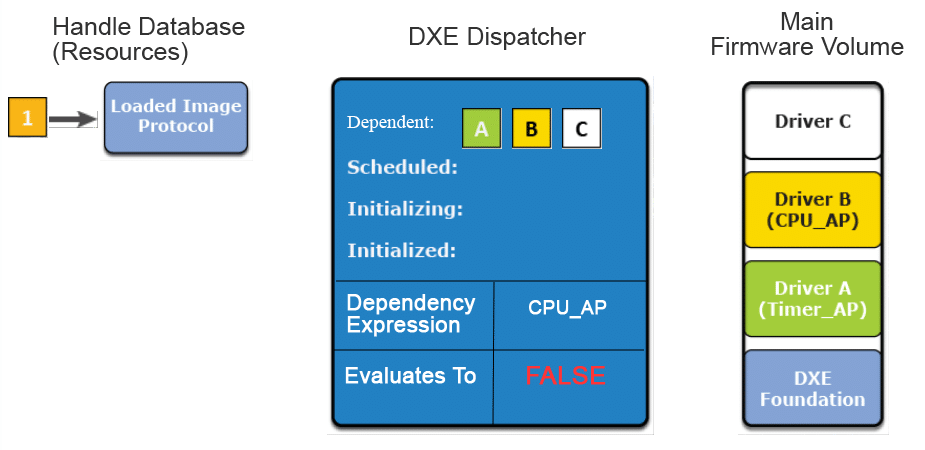 Handle Database
(Resources)
1
Loaded Image
Protocol
DXE Dispatcher
Dependent:
A
B
C
Scheduled:
Initializing:
Initialized:
Dependency
Expression
CPU_AP
Evaluates To
FALSE
Main
Firmware Volume
Driver C
Driver B
(CPU_AP)
Driver A
(Timer_AP)
DXE
Foundation